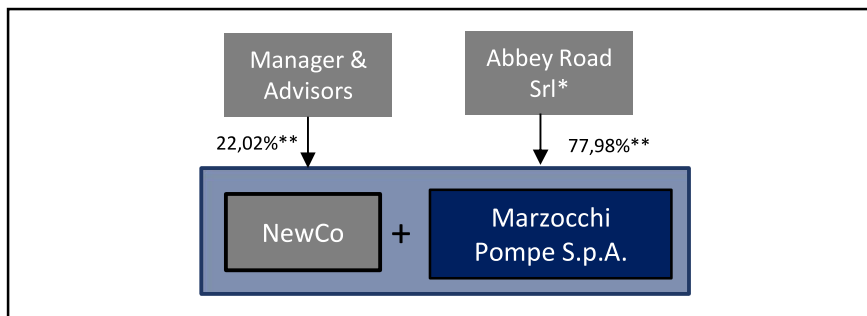 Manager &
Advisors
Abbey Road
Srl*
22,02%**
77,98%**
NewCo
+
Marzocchi
Pompe S.p.A.